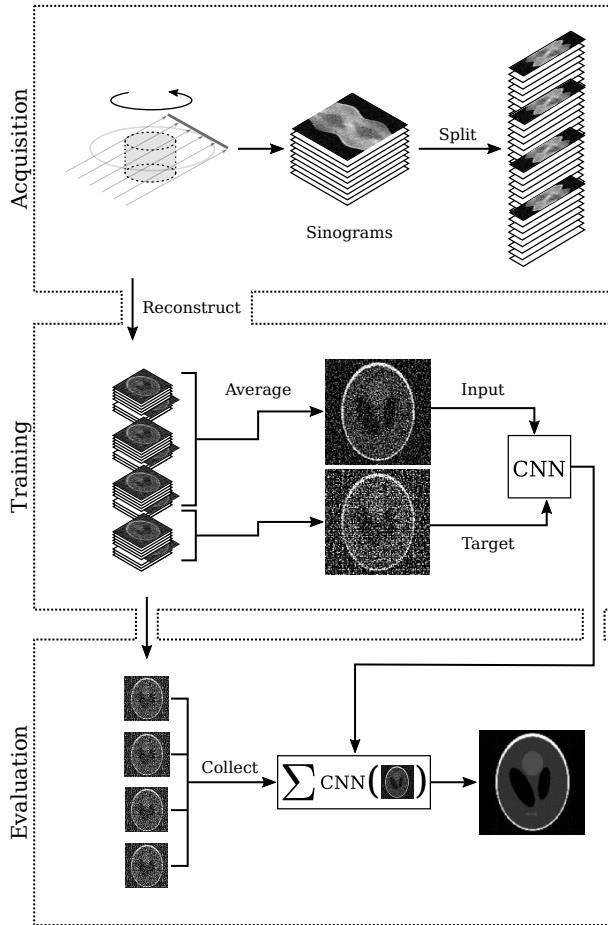 Acquisition
Split
Sinograms
Reconstruct
Training
Average
Input
CNN
Target
Evaluation
Collect
∑ CNN( )